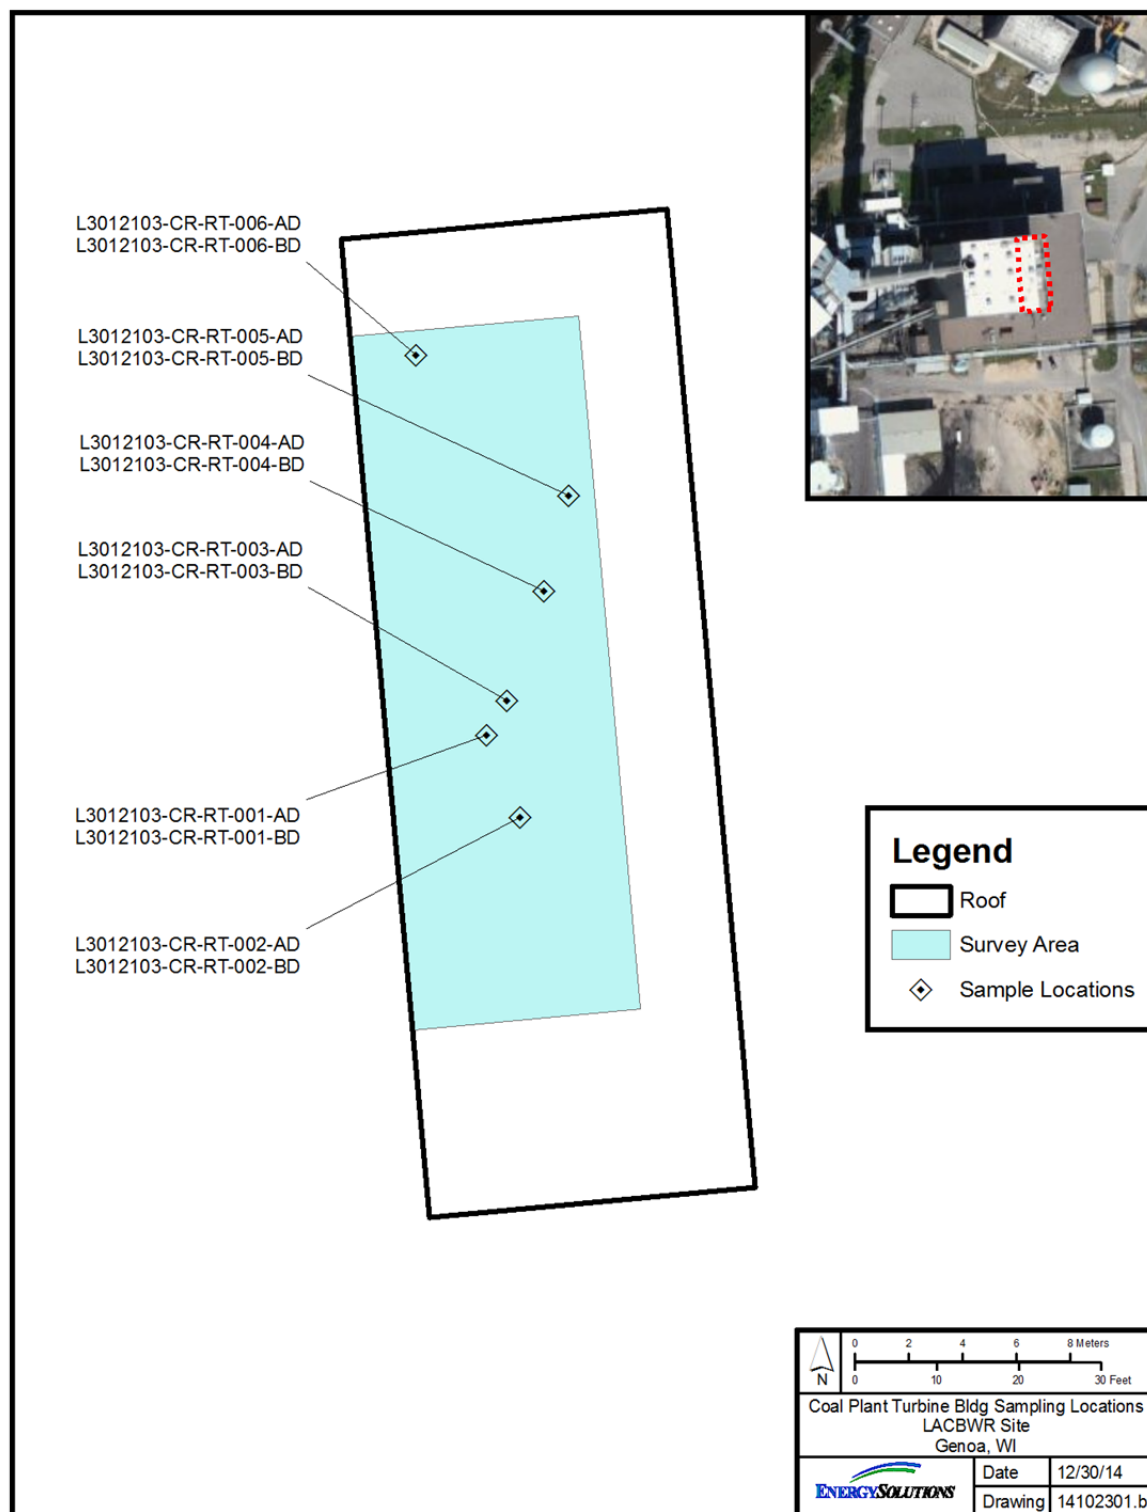 L3012103-CR-RT-006-AD
L3012103-CR-RT-006-BD
L3012103-CR-RT-005-AD
L3012103-CR-RT-005-BD
L3012103-CR-RT-004-AD
L3012103-CR-RT-004-BD
L3012103-CR-RT-003-AD
L3012103-CR-RT-003-BD
L3012103-CR-RT-001-AD
L3012103-CR-RT-001-BD
L3012103-CR-RT-002-AD
L3012103-CR-RT-002-BD
Legend
Roof
Survey Area
Sample Locations
N
0 2 4 6 8 Meters
0 10 20 30 Feet
Coal Plant Turbine Bldg Sampling Locations
LACBWR Site
Genoa, WI
ENERGYSOLUTIONS
Date 12/30/14
Drawing 14102301.b